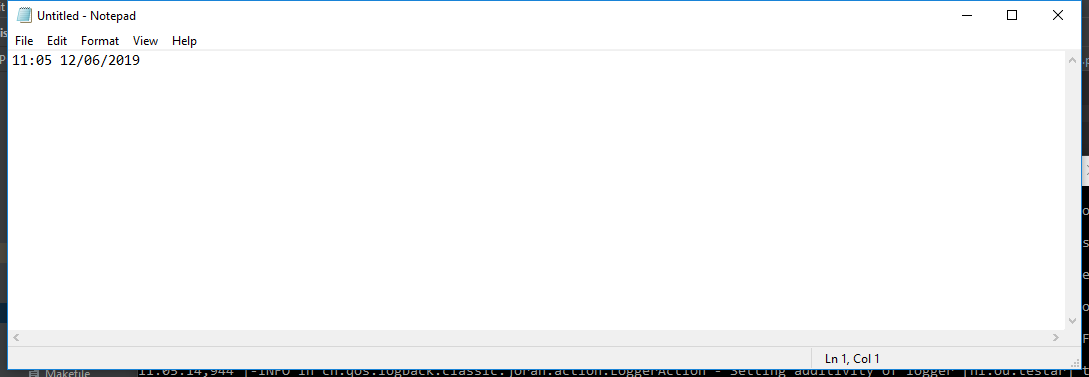 Untitled - Notepad
File Edit Format View Help
11:05 12/06/2019
Ln 1, Col 1
Makefile
11:05:14,944 |-INFO in ch.qos.logback.classic.joran.action.LoggerAction - Setting additivity of logger [nl.ou.testar]